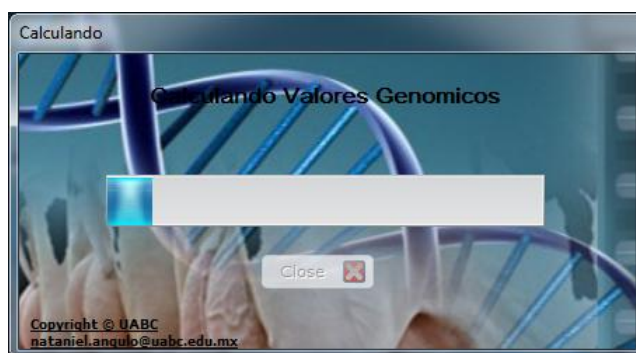 Calculando
Calculando Valores Genomicos
Close
Copyright © UABC
nataniel.angulo@uabc.edu.mx